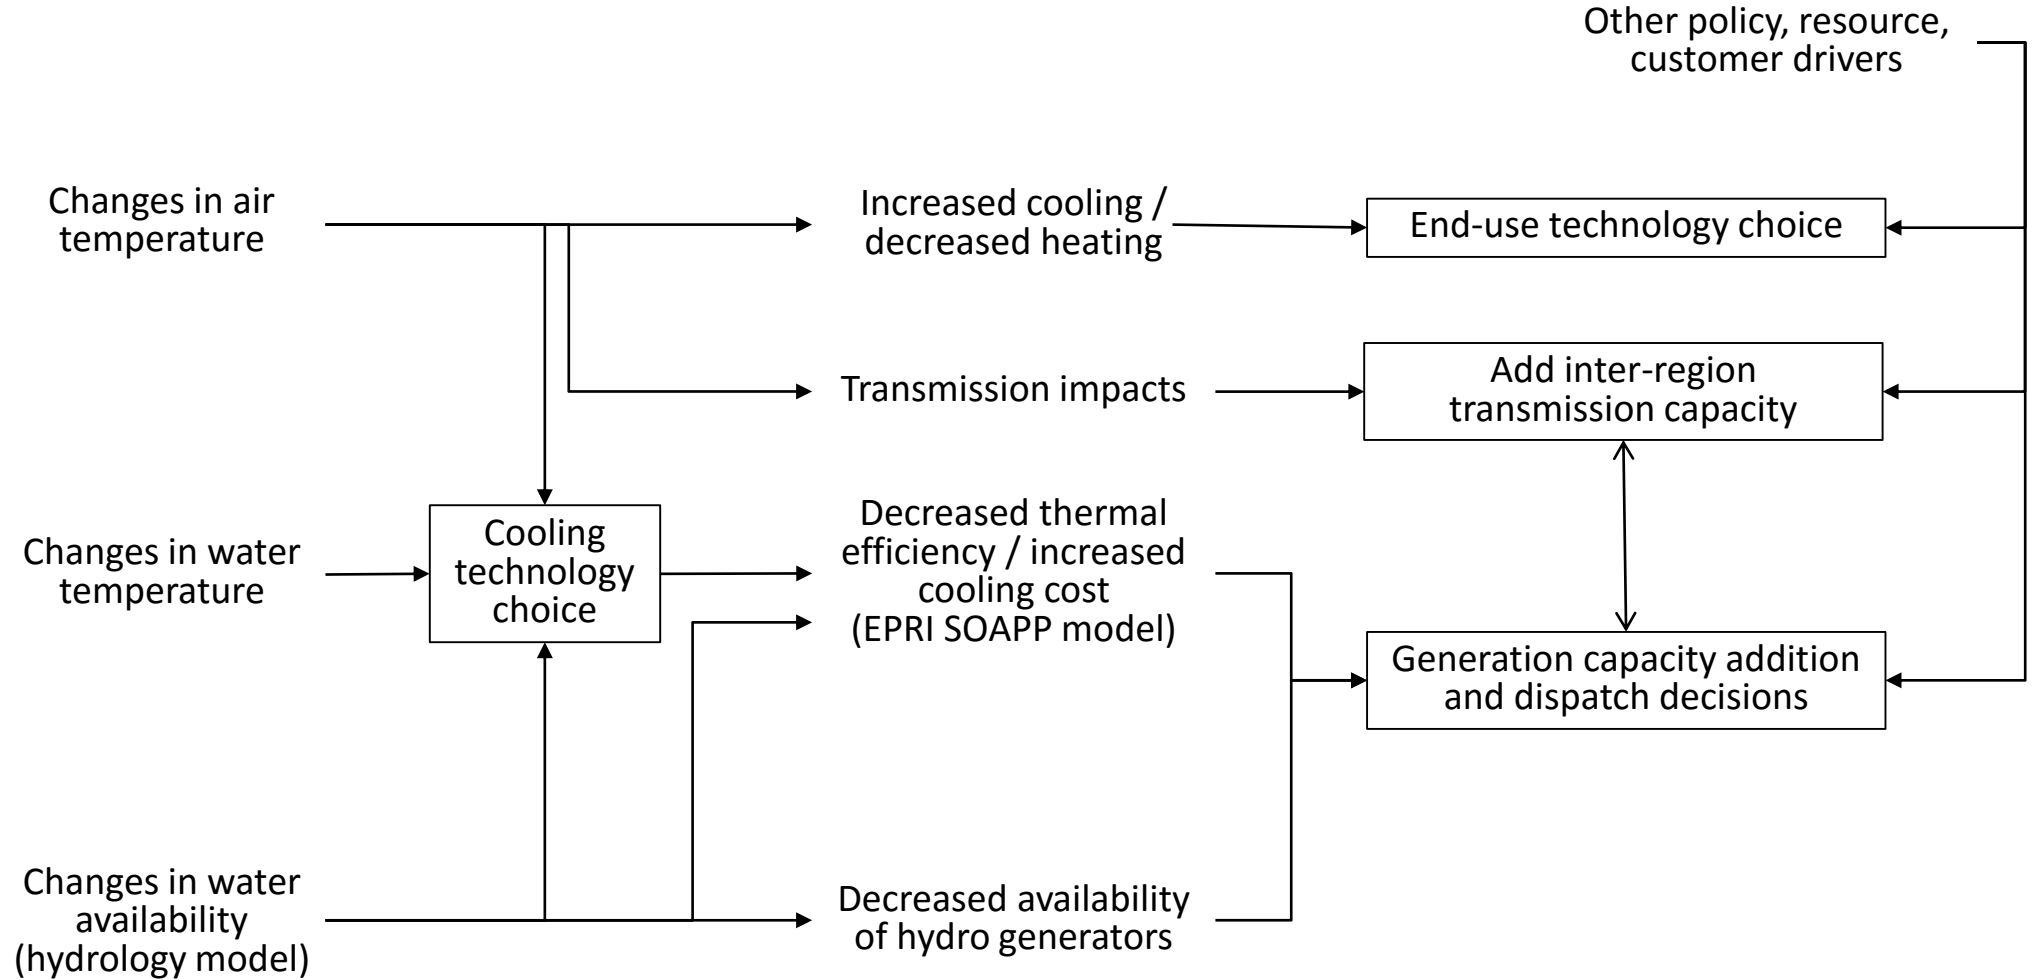 Other policy, resource,
customer drivers
Changes in air
temperature
Increased cooling /
decreased heating
End-use technology choice
Transmission impacts
Add inter-region
transmission capacity
Changes in water
temperature
Cooling
technology
choice
Decreased thermal
efficiency / increased
cooling cost
(EPRI SOAPP model)
Generation capacity addition
and dispatch decisions
Changes in water
availability
(hydrology model)
Decreased availability
of hydro generators